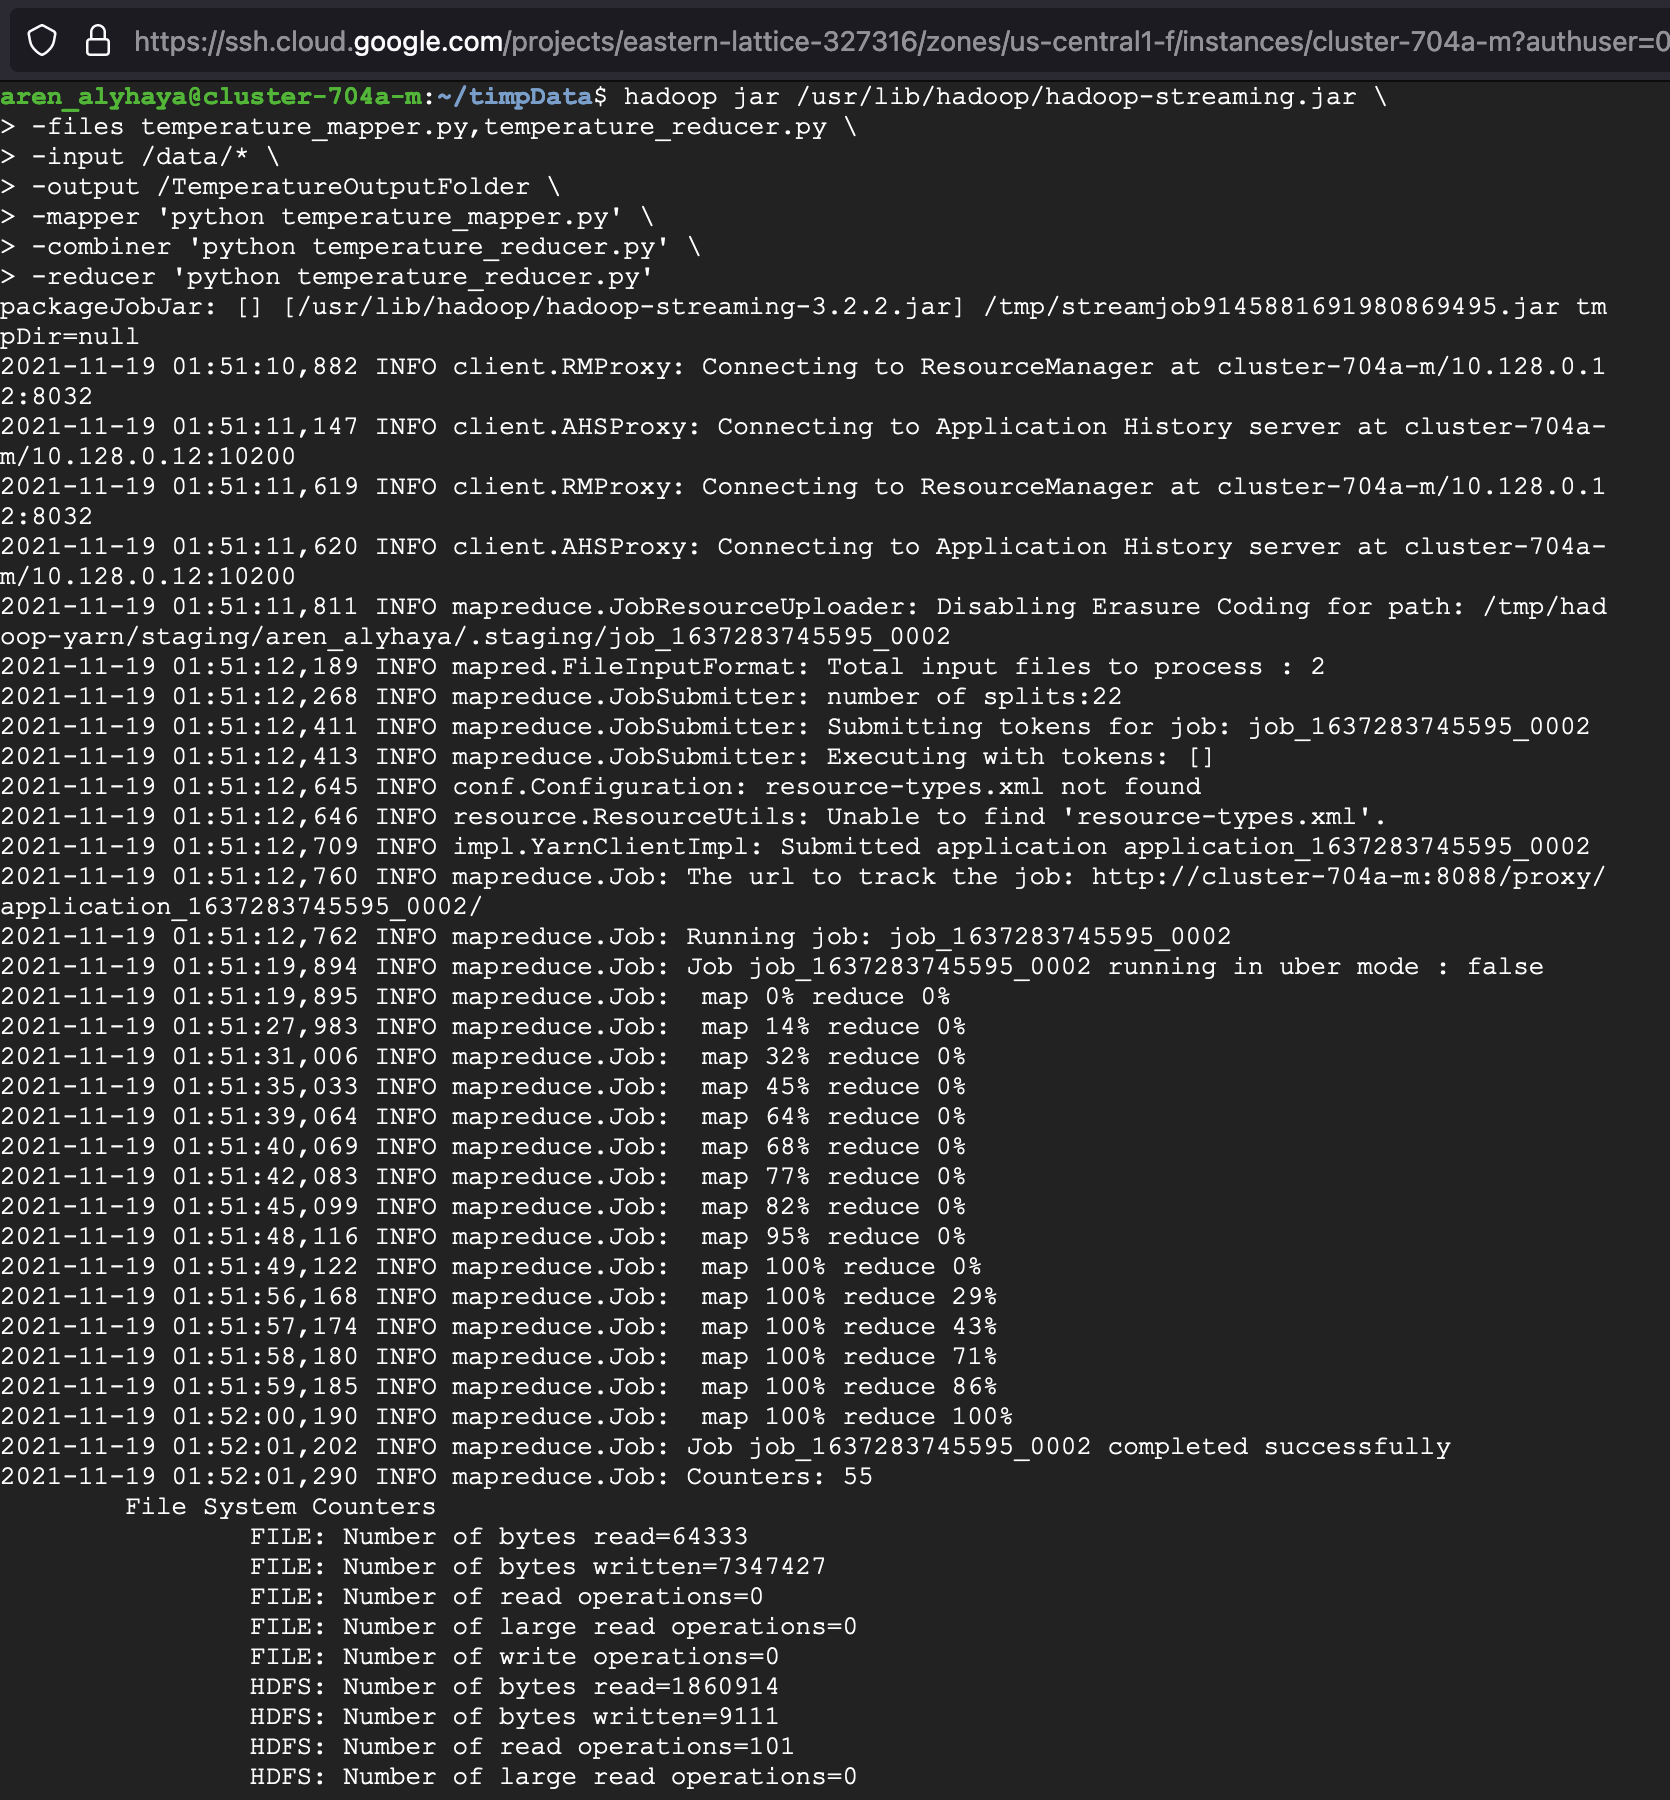 https://ssh.cloud.google.com/projects/eastern-lattice-327316/zones/us-central1-f/instances/cluster-704a-m?authuser=0
aren_alyhaya@cluster-704a-m:~/timpData$ hadoop jar /usr/lib/hadoop/hadoop-streaming.jar \
> -files temperature_mapper.py,temperature_reducer.py \
> -input /data/* \
> -output /TemperatureOutputFolder \
> -mapper 'python temperature_mapper.py' \
> -combiner 'python temperature_reducer.py' \
> -reducer 'python temperature_reducer.py'
packageJobJar: [] [/usr/lib/hadoop/hadoop-streaming-3.2.2.jar] /tmp/streamjob9145881691980869495.jar tm
pDir=null
2021-11-19 01:51:10,882 INFO client.RMProxy: Connecting to ResourceManager at cluster-704a-m/10.128.0.1
2:8032
2021-11-19 01:51:11,147 INFO client.AHSProxy: Connecting to Application History server at cluster-704a-
m/10.128.0.12:10200
2021-11-19 01:51:11,619 INFO client.RMProxy: Connecting to ResourceManager at cluster-704a-m/10.128.0.1
2:8032
2021-11-19 01:51:11,620 INFO client.AHSProxy: Connecting to Application History server at cluster-704a-
m/10.128.0.12:10200
2021-11-19 01:51:11,811 INFO mapreduce.JobResourceUploader: Disabling Erasure Coding for path: /tmp/had
oop-yarn/staging/aren_alyhaya/.staging/job_1637283745595_0002
2021-11-19 01:51:12,189 INFO mapred.FileInputFormat: Total input files to process : 2
2021-11-19 01:51:12,268 INFO mapreduce.JobSubmitter: number of splits:22
2021-11-19 01:51:12,411 INFO mapreduce.JobSubmitter: Submitting tokens for job: job_1637283745595_0002
2021-11-19 01:51:12,413 INFO mapreduce.JobSubmitter: Executing with tokens: []
2021-11-19 01:51:12,645 INFO conf.Configuration: resource-types.xml not found
2021-11-19 01:51:12,646 INFO resource.ResourceUtils: Unable to find 'resource-types.xml'.
2021-11-19 01:51:12,709 INFO impl.YarnClientImpl: Submitted application application_1637283745595_0002
2021-11-19 01:51:12,760 INFO mapreduce.Job: The url to track the job: http://cluster-704a-m:8088/proxy/
application_1637283745595_0002/
2021-11-19 01:51:12,762 INFO mapreduce.Job: Running job: job_1637283745595_0002
2021-11-19 01:51:19,894 INFO mapreduce.Job: Job job_1637283745595_0002 running in uber mode : false
2021-11-19 01:51:19,895 INFO mapreduce.Job:  map 0% reduce 0%
2021-11-19 01:51:27,983 INFO mapreduce.Job:  map 14% reduce 0%
2021-11-19 01:51:31,006 INFO mapreduce.Job:  map 32% reduce 0%
2021-11-19 01:51:35,033 INFO mapreduce.Job:  map 45% reduce 0%
2021-11-19 01:51:39,064 INFO mapreduce.Job:  map 64% reduce 0%
2021-11-19 01:51:40,069 INFO mapreduce.Job:  map 68% reduce 0%
2021-11-19 01:51:42,083 INFO mapreduce.Job:  map 77% reduce 0%
2021-11-19 01:51:45,099 INFO mapreduce.Job:  map 82% reduce 0%
2021-11-19 01:51:48,116 INFO mapreduce.Job:  map 95% reduce 0%
2021-11-19 01:51:49,122 INFO mapreduce.Job:  map 100% reduce 0%
2021-11-19 01:51:56,168 INFO mapreduce.Job:  map 100% reduce 29%
2021-11-19 01:51:57,174 INFO mapreduce.Job:  map 100% reduce 43%
2021-11-19 01:51:58,180 INFO mapreduce.Job:  map 100% reduce 71%
2021-11-19 01:51:59,185 INFO mapreduce.Job:  map 100% reduce 86%
2021-11-19 01:52:00,190 INFO mapreduce.Job:  map 100% reduce 100%
2021-11-19 01:52:01,202 INFO mapreduce.Job: Job job_1637283745595_0002 completed successfully
2021-11-19 01:52:01,290 INFO mapreduce.Job: Counters: 55
File System Counters
FILE: Number of bytes read=64333
FILE: Number of bytes written=7347427
FILE: Number of read operations=0
FILE: Number of large read operations=0
FILE: Number of write operations=0
HDFS: Number of bytes read=1860914
HDFS: Number of bytes written=9111
HDFS: Number of read operations=101
HDFS: Number of large read operations=0